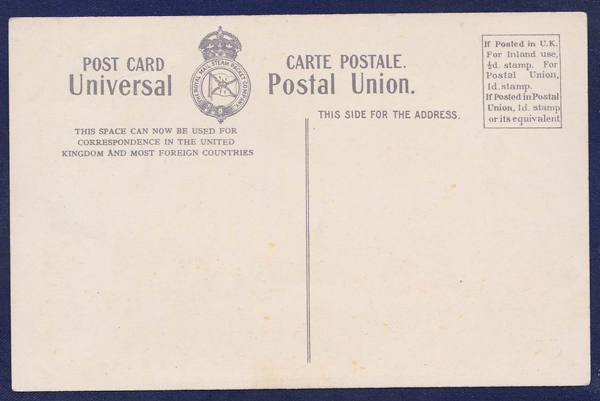 POST CARD
Universal
THE ROYAL MAIL STEAM PACKET COMPANY
CARTE POSTALE.
Postal Union.
THIS SPACE CAN NOW BE USED FOR
CORRESPONDENCE IN THE UNITED
KINGDOM AND MOST FOREIGN COUNTRIES
THIS SIDE FOR THE ADDRESS.
If Posted in U.K.
For Inland use,
½d. stamp. For
Postal Union,
1d. stamp.
If Posted in Postal
Union, 1d. stamp
or its equivalent